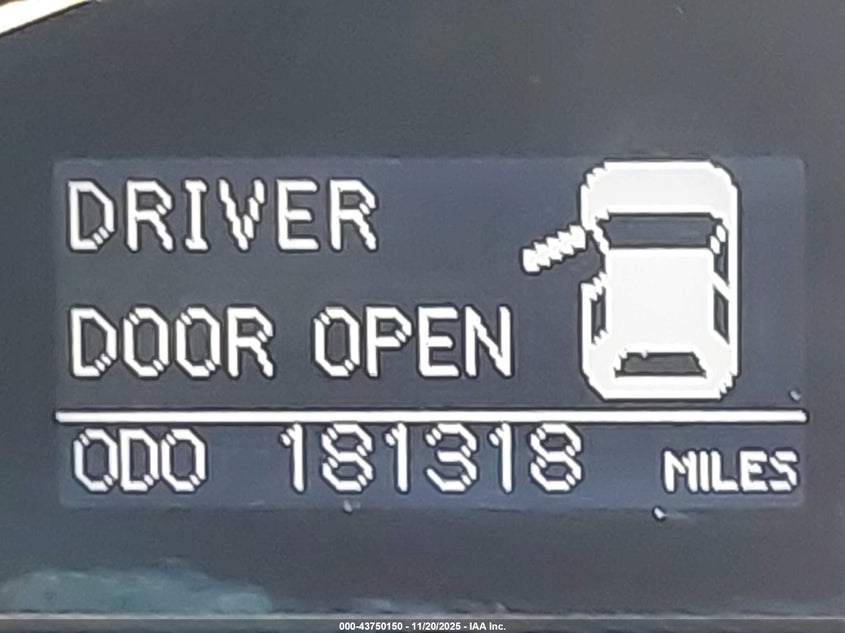 DRIVER
DOOR OPEN
ODO 181318 MILES
000-43750150 - 11/20/2025 - IAA Inc.